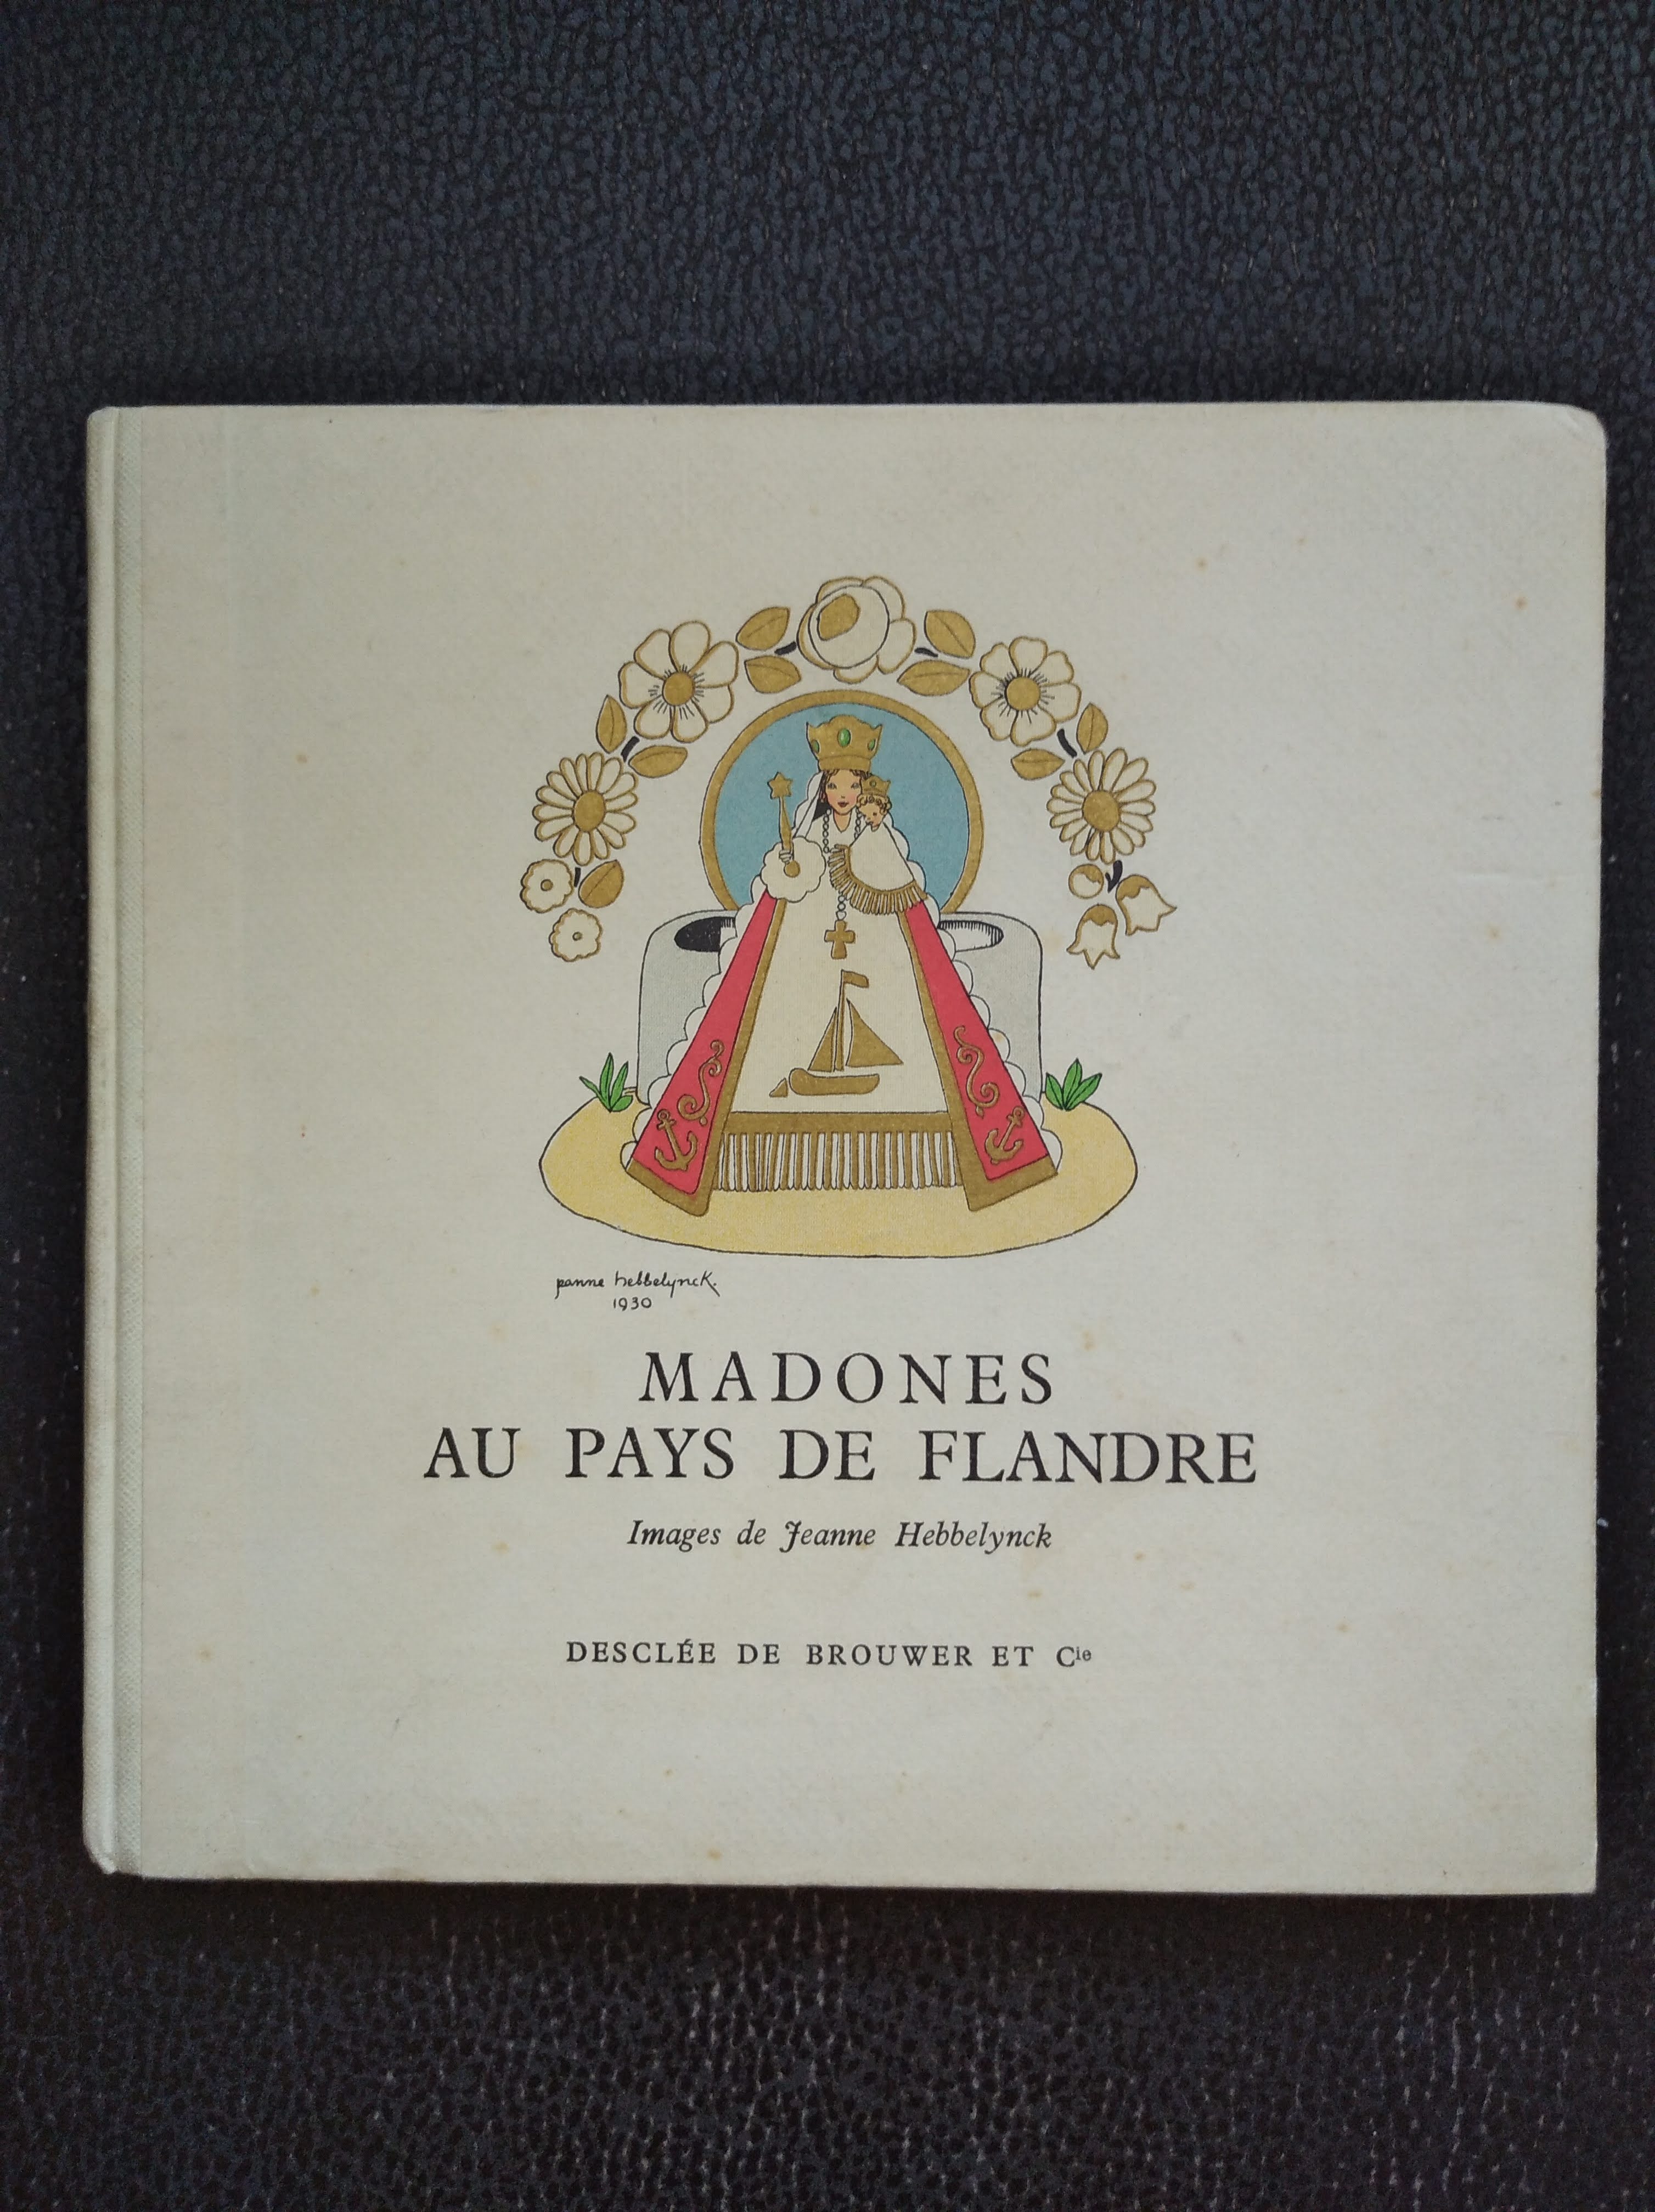 jeanne hebbelynck.
1930
MADONES
AU PAYS DE FLANDRE
Images de Jeanne Hebbelynck
DESCLÉE DE BROUWER ET Cie